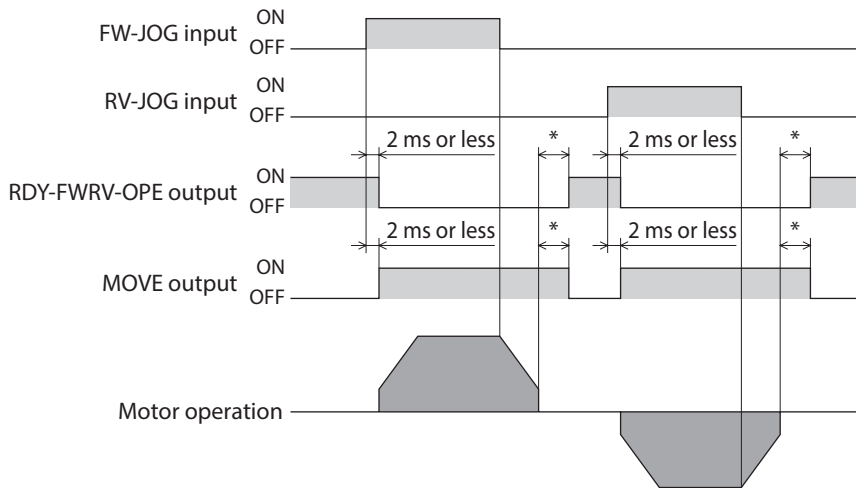 ON
FW-JOG input
OFF
ON
RV-JOG input
OFF
2 ms or less
*
2 ms or less
*
ON
RDY-FWRV-OPE output
OFF
2 ms or less
*
2 ms or less
*
ON
MOVE output
OFF
Motor operation